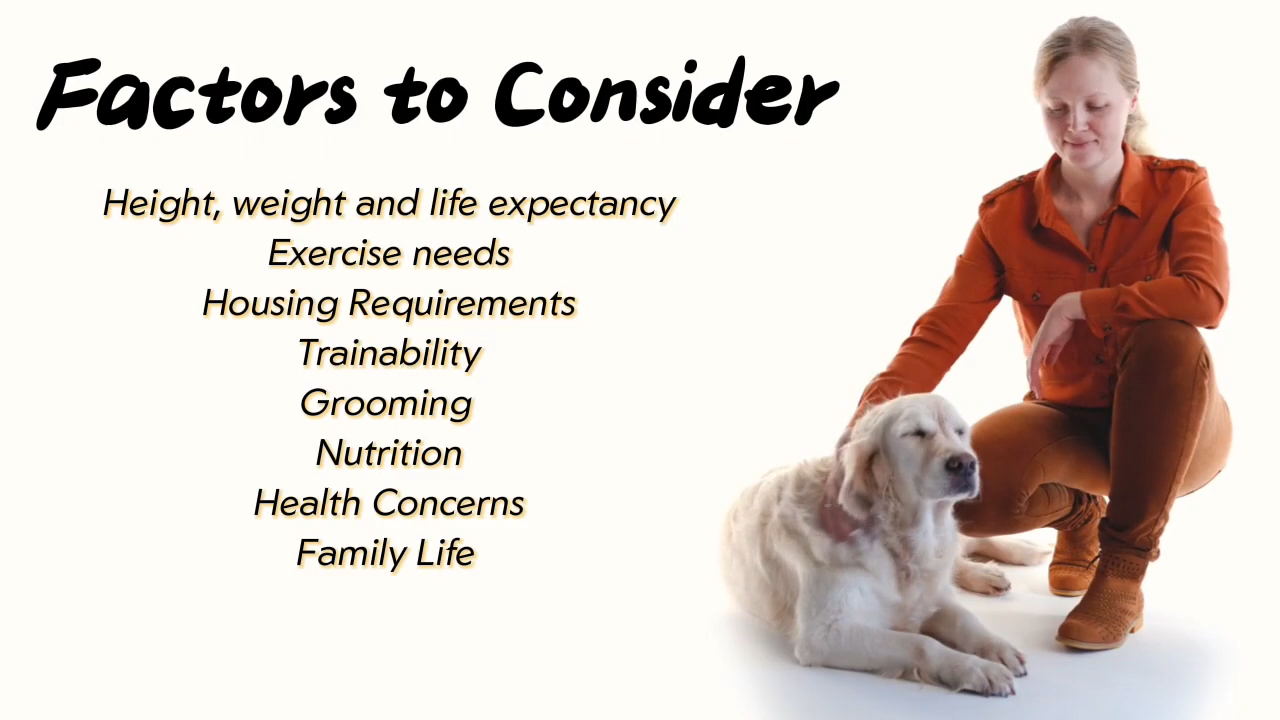 Factors to Consider
Height, weight and life expectancy
Exercise needs
Housing Requirements
Trainability
Grooming
Nutrition
Health Concerns
Family Life